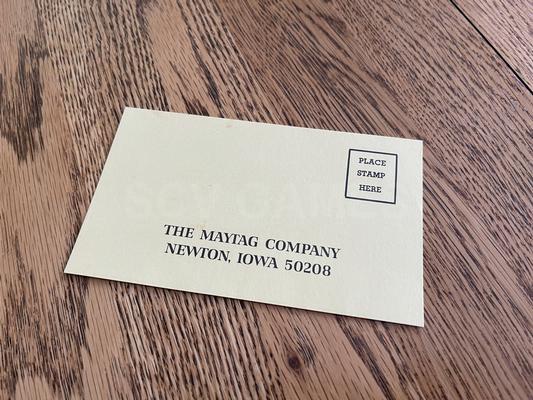 PLACE
STAMP
HERE
THE MAYTAG COMPANY
NEWTON, IOWA 50208